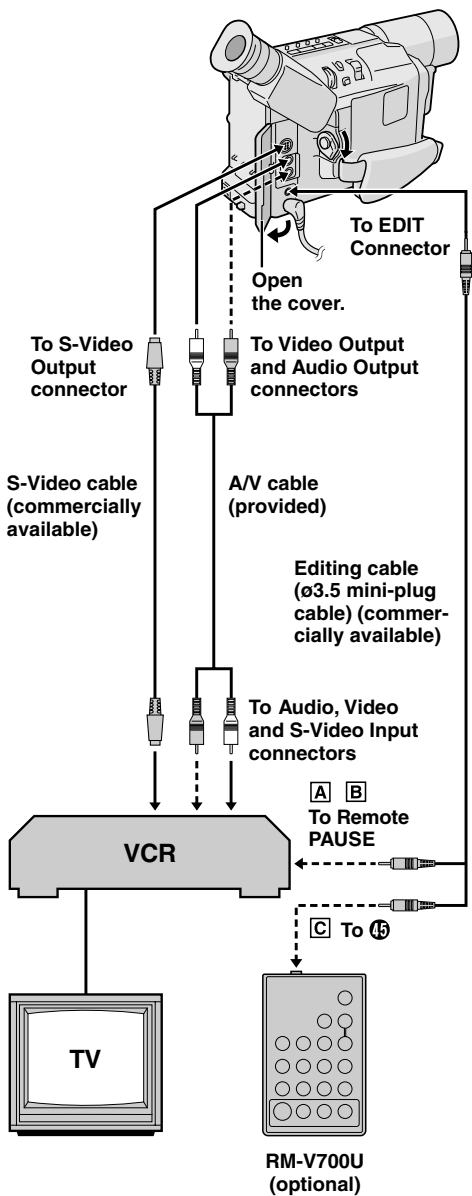 To EDIT
Connector
Open
the cover.
To S-Video
Output
connector
To Video Output
and Audio Output
connectors
S-Video cable
(commercially
available)
A/V cable
(provided)
Editing cable
(ø3.5 mini-plug
cable) (commer-
cially available)
To Audio, Video
and S-Video Input
connectors
A B
To Remote
PAUSE
VCR
C To 45
TV
RM-V700U
(optional)